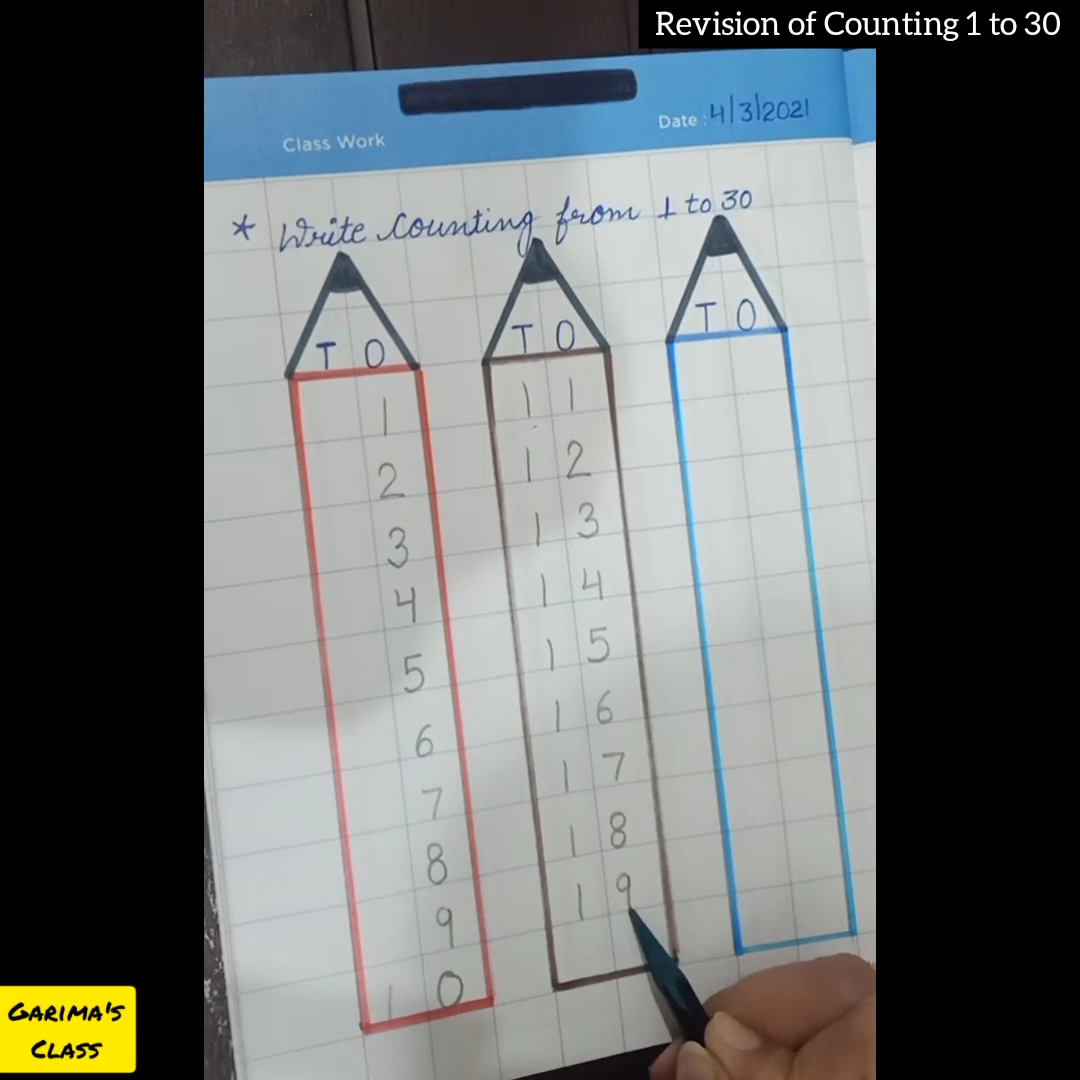 Revision of Counting 1 to 30
Class Work
Date : 4/3/2021
* Write Counting from 1 to 30
T O T O T O
1 1 1
2 1 2
3 1 3
4 1 4
5 1 5
6 1 6
7 1 7
8 1 8
9 1 9
1 0
GARIMA'S
CLASS